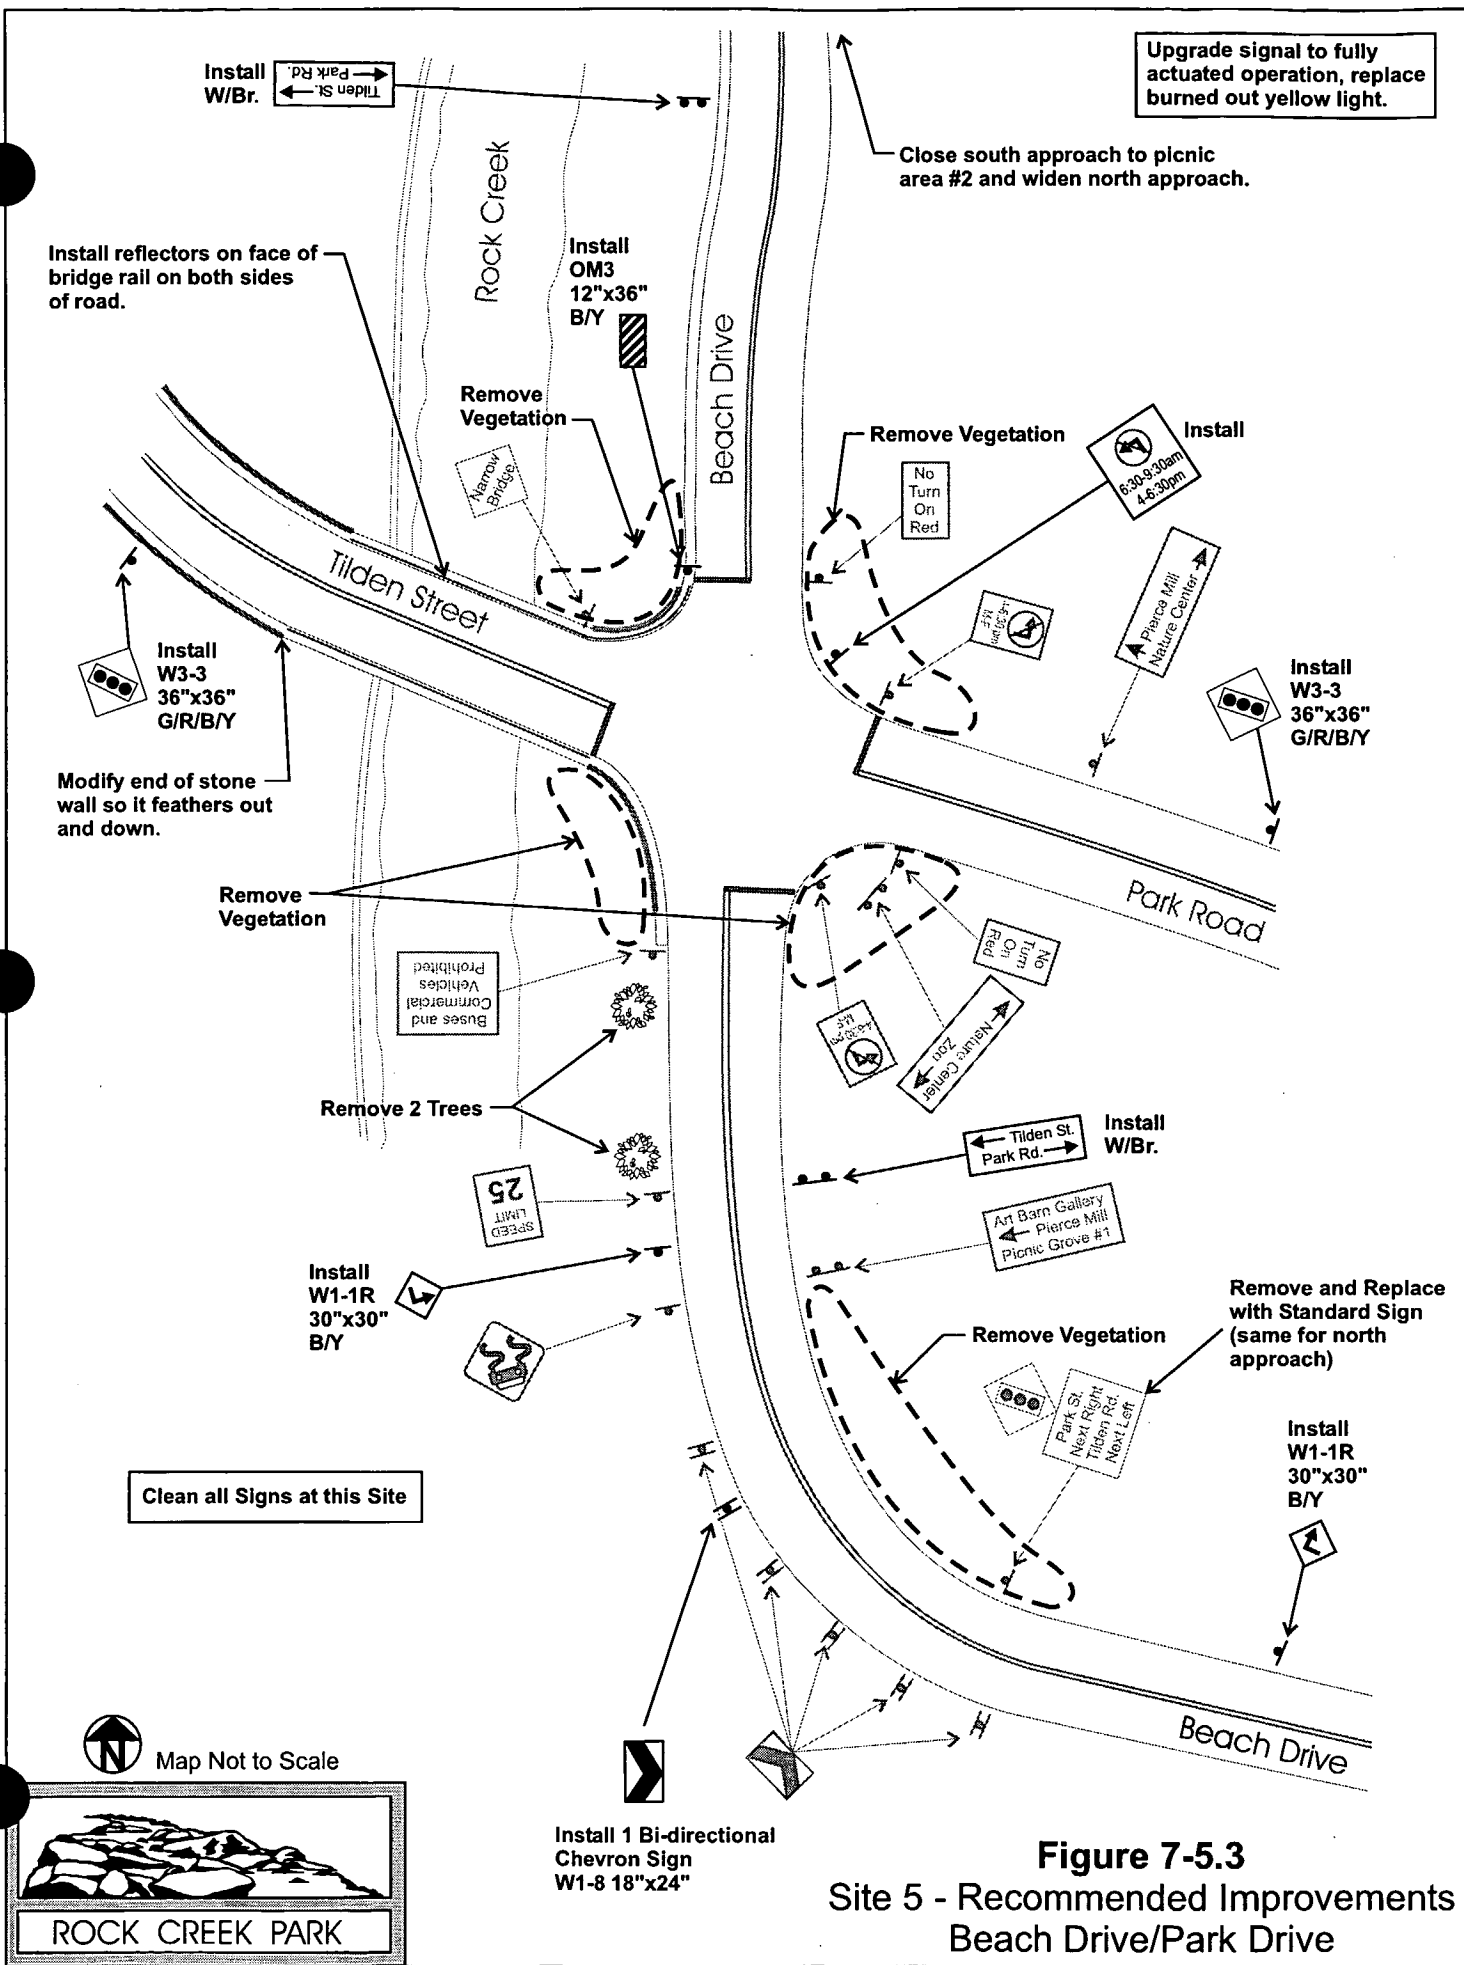 Install
W/Br.
Tilden St.
Park Rd.
Upgrade signal to fully
actuated operation, replace
burned out yellow light.
Close south approach to picnic
area #2 and widen north approach.
Rock Creek
Install reflectors on face of
bridge rail on both sides
of road.
Install
OM3
12"x36"
B/Y
Beach Drive
Remove
Vegetation
Narrow
Bridge
Remove Vegetation
No
Turn
On
Red
Install
6:30-9:30am
4-6:30pm
Tilden Street
Pierce Mill
Nature Center
4-6:30 pm
M-F
Install
W3-3
36"x36"
G/R/B/Y
Install
W3-3
36"x36"
G/R/B/Y
Modify end of stone
wall so it feathers out
and down.
Remove
Vegetation
Park Road
No
Turn
On
Red
Buses and
Commercial
Vehicles
Prohibited
4-6:30 pm
M-F
Nature Center
Zoo
Remove 2 Trees
Tilden St.
Park Rd.
Install
W/Br.
SPEED
LIMIT
25
Art Barn Gallery
Pierce Mill
Picnic Grove #1
Install
W1-1R
30"x30"
B/Y
Remove and Replace
with Standard Sign
(same for north
approach)
Remove Vegetation
Park St.
Next Right
Tilden Rd.
Next Left
Install
W1-1R
30"x30"
B/Y
Clean all Signs at this Site
Beach Drive
N
Map Not to Scale
Install 1 Bi-directional
Chevron Sign
W1-8 18"x24"
ROCK CREEK PARK
Figure 7-5.3
Site 5 - Recommended Improvements
Beach Drive/Park Drive